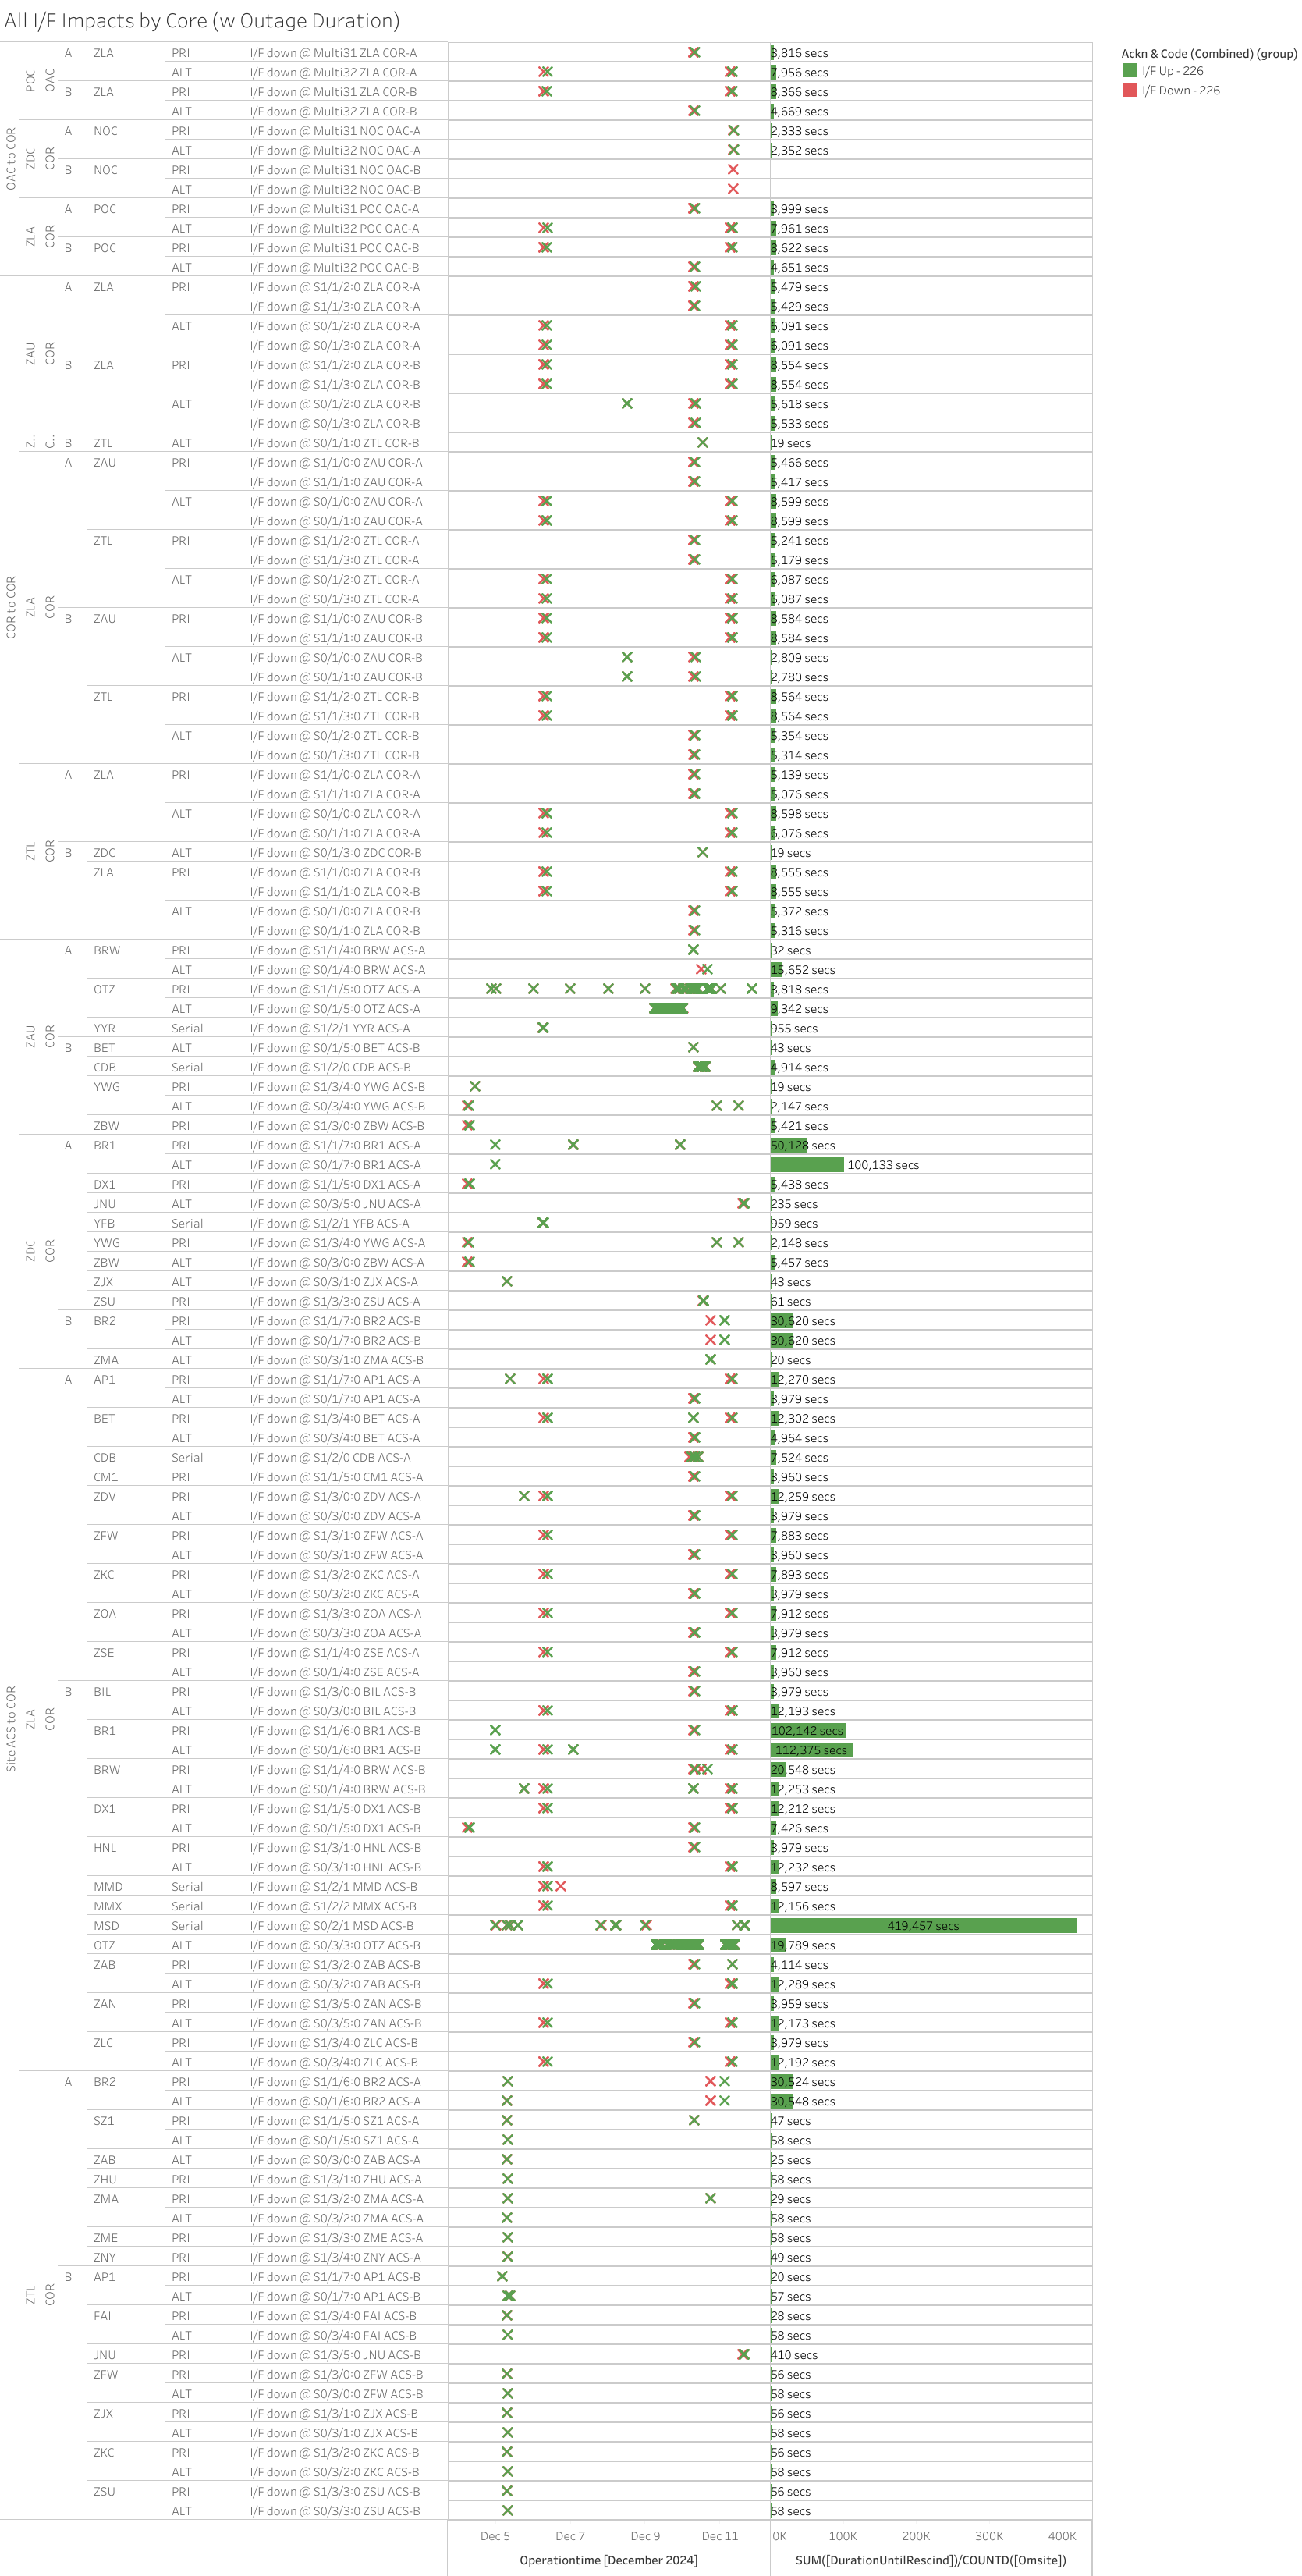 All I/F Impacts by Core (w Outage Duration)
Ackn & Code (Combined) (group)
I/F Up - 226
I/F Down - 226
OAC to COR
POC OAC
A ZLA PRI I/F down @ Multi31 ZLA COR-A 3,816 secs
ALT I/F down @ Multi32 ZLA COR-A 7,956 secs
B ZLA PRI I/F down @ Multi31 ZLA COR-B 8,366 secs
ALT I/F down @ Multi32 ZLA COR-B 4,669 secs
ZDC COR
A NOC PRI I/F down @ Multi31 NOC OAC-A 2,333 secs
ALT I/F down @ Multi32 NOC OAC-A 2,352 secs
B NOC PRI I/F down @ Multi31 NOC OAC-B
ALT I/F down @ Multi32 NOC OAC-B
ZLA COR
A POC PRI I/F down @ Multi31 POC OAC-A 3,999 secs
ALT I/F down @ Multi32 POC OAC-A 7,961 secs
B POC PRI I/F down @ Multi31 POC OAC-B 8,622 secs
ALT I/F down @ Multi32 POC OAC-B 4,651 secs
COR to COR
ZAU COR
A ZLA PRI I/F down @ S1/1/2:0 ZLA COR-A 5,479 secs
I/F down @ S1/1/3:0 ZLA COR-A 5,429 secs
ALT I/F down @ S0/1/2:0 ZLA COR-A 6,091 secs
I/F down @ S0/1/3:0 ZLA COR-A 6,091 secs
B ZLA PRI I/F down @ S1/1/2:0 ZLA COR-B 8,554 secs
I/F down @ S1/1/3:0 ZLA COR-B 8,554 secs
ALT I/F down @ S0/1/2:0 ZLA COR-B 5,618 secs
I/F down @ S0/1/3:0 ZLA COR-B 5,533 secs
Z.. C..
B ZTL ALT I/F down @ S0/1/1:0 ZTL COR-B 19 secs
ZLA COR
A ZAU PRI I/F down @ S1/1/0:0 ZAU COR-A 5,466 secs
I/F down @ S1/1/1:0 ZAU COR-A 5,417 secs
ALT I/F down @ S0/1/0:0 ZAU COR-A 8,599 secs
I/F down @ S0/1/1:0 ZAU COR-A 8,599 secs
ZTL PRI I/F down @ S1/1/2:0 ZTL COR-A 5,241 secs
I/F down @ S1/1/3:0 ZTL COR-A 5,179 secs
ALT I/F down @ S0/1/2:0 ZTL COR-A 6,087 secs
I/F down @ S0/1/3:0 ZTL COR-A 6,087 secs
B ZAU PRI I/F down @ S1/1/0:0 ZAU COR-B 8,584 secs
I/F down @ S1/1/1:0 ZAU COR-B 8,584 secs
ALT I/F down @ S0/1/0:0 ZAU COR-B 2,809 secs
I/F down @ S0/1/1:0 ZAU COR-B 2,780 secs
ZTL PRI I/F down @ S1/1/2:0 ZTL COR-B 8,564 secs
I/F down @ S1/1/3:0 ZTL COR-B 8,564 secs
ALT I/F down @ S0/1/2:0 ZTL COR-B 5,354 secs
I/F down @ S0/1/3:0 ZTL COR-B 5,314 secs
ZTL COR
A ZLA PRI I/F down @ S1/1/0:0 ZLA COR-A 5,139 secs
I/F down @ S1/1/1:0 ZLA COR-A 5,076 secs
ALT I/F down @ S0/1/0:0 ZLA COR-A 8,598 secs
I/F down @ S0/1/1:0 ZLA COR-A 6,076 secs
B ZDC ALT I/F down @ S0/1/3:0 ZDC COR-B 19 secs
ZLA PRI I/F down @ S1/1/0:0 ZLA COR-B 8,555 secs
I/F down @ S1/1/1:0 ZLA COR-B 8,555 secs
ALT I/F down @ S0/1/0:0 ZLA COR-B 5,372 secs
I/F down @ S0/1/1:0 ZLA COR-B 5,316 secs
Site ACS to COR
ZAU COR
A BRW PRI I/F down @ S1/1/4:0 BRW ACS-A 32 secs
ALT I/F down @ S0/1/4:0 BRW ACS-A 15,652 secs
OTZ PRI I/F down @ S1/1/5:0 OTZ ACS-A 3,818 secs
ALT I/F down @ S0/1/5:0 OTZ ACS-A 9,342 secs
YYR Serial I/F down @ S1/2/1 YYR ACS-A 955 secs
B BET ALT I/F down @ S0/1/5:0 BET ACS-B 43 secs
CDB Serial I/F down @ S1/2/0 CDB ACS-B 4,914 secs
YWG PRI I/F down @ S1/3/4:0 YWG ACS-B 19 secs
ALT I/F down @ S0/3/4:0 YWG ACS-B 2,147 secs
ZBW PRI I/F down @ S1/3/0:0 ZBW ACS-B 5,421 secs
ZDC COR
A BR1 PRI I/F down @ S1/1/7:0 BR1 ACS-A 50,128 secs
ALT I/F down @ S0/1/7:0 BR1 ACS-A 100,133 secs
DX1 PRI I/F down @ S1/1/5:0 DX1 ACS-A 5,438 secs
JNU ALT I/F down @ S0/3/5:0 JNU ACS-A 235 secs
YFB Serial I/F down @ S1/2/1 YFB ACS-A 959 secs
YWG PRI I/F down @ S1/3/4:0 YWG ACS-A 2,148 secs
ZBW ALT I/F down @ S0/3/0:0 ZBW ACS-A 5,457 secs
ZJX ALT I/F down @ S0/3/1:0 ZJX ACS-A 43 secs
ZSU PRI I/F down @ S1/3/3:0 ZSU ACS-A 61 secs
B BR2 PRI I/F down @ S1/1/7:0 BR2 ACS-B 30,620 secs
ALT I/F down @ S0/1/7:0 BR2 ACS-B 30,620 secs
ZMA ALT I/F down @ S0/3/1:0 ZMA ACS-B 20 secs
ZLA COR
A AP1 PRI I/F down @ S1/1/7:0 AP1 ACS-A 12,270 secs
ALT I/F down @ S0/1/7:0 AP1 ACS-A 3,979 secs
BET PRI I/F down @ S1/3/4:0 BET ACS-A 12,302 secs
ALT I/F down @ S0/3/4:0 BET ACS-A 4,964 secs
CDB Serial I/F down @ S1/2/0 CDB ACS-A 7,524 secs
CM1 PRI I/F down @ S1/1/5:0 CM1 ACS-A 3,960 secs
ZDV PRI I/F down @ S1/3/0:0 ZDV ACS-A 12,259 secs
ALT I/F down @ S0/3/0:0 ZDV ACS-A 3,979 secs
ZFW PRI I/F down @ S1/3/1:0 ZFW ACS-A 7,883 secs
ALT I/F down @ S0/3/1:0 ZFW ACS-A 3,960 secs
ZKC PRI I/F down @ S1/3/2:0 ZKC ACS-A 7,893 secs
ALT I/F down @ S0/3/2:0 ZKC ACS-A 3,979 secs
ZOA PRI I/F down @ S1/3/3:0 ZOA ACS-A 7,912 secs
ALT I/F down @ S0/3/3:0 ZOA ACS-A 3,979 secs
ZSE PRI I/F down @ S1/1/4:0 ZSE ACS-A 7,912 secs
ALT I/F down @ S0/1/4:0 ZSE ACS-A 3,960 secs
B BIL PRI I/F down @ S1/3/0:0 BIL ACS-B 3,979 secs
ALT I/F down @ S0/3/0:0 BIL ACS-B 12,193 secs
BR1 PRI I/F down @ S1/1/6:0 BR1 ACS-B 102,142 secs
ALT I/F down @ S0/1/6:0 BR1 ACS-B 112,375 secs
BRW PRI I/F down @ S1/1/4:0 BRW ACS-B 20,548 secs
ALT I/F down @ S0/1/4:0 BRW ACS-B 12,253 secs
DX1 PRI I/F down @ S1/1/5:0 DX1 ACS-B 12,212 secs
ALT I/F down @ S0/1/5:0 DX1 ACS-B 7,426 secs
HNL PRI I/F down @ S1/3/1:0 HNL ACS-B 3,979 secs
ALT I/F down @ S0/3/1:0 HNL ACS-B 12,232 secs
MMD Serial I/F down @ S1/2/1 MMD ACS-B 8,597 secs
MMX Serial I/F down @ S1/2/2 MMX ACS-B 12,156 secs
MSD Serial I/F down @ S0/2/1 MSD ACS-B 419,457 secs
OTZ ALT I/F down @ S0/3/3:0 OTZ ACS-B 19,789 secs
ZAB PRI I/F down @ S1/3/2:0 ZAB ACS-B 4,114 secs
ALT I/F down @ S0/3/2:0 ZAB ACS-B 12,289 secs
ZAN PRI I/F down @ S1/3/5:0 ZAN ACS-B 3,959 secs
ALT I/F down @ S0/3/5:0 ZAN ACS-B 12,173 secs
ZLC PRI I/F down @ S1/3/4:0 ZLC ACS-B 3,979 secs
ALT I/F down @ S0/3/4:0 ZLC ACS-B 12,192 secs
ZTL COR
A BR2 PRI I/F down @ S1/1/6:0 BR2 ACS-A 30,524 secs
ALT I/F down @ S0/1/6:0 BR2 ACS-A 30,548 secs
SZ1 PRI I/F down @ S1/1/5:0 SZ1 ACS-A 47 secs
ALT I/F down @ S0/1/5:0 SZ1 ACS-A 58 secs
ZAB ALT I/F down @ S0/3/0:0 ZAB ACS-A 25 secs
ZHU PRI I/F down @ S1/3/1:0 ZHU ACS-A 58 secs
ZMA PRI I/F down @ S1/3/2:0 ZMA ACS-A 29 secs
ALT I/F down @ S0/3/2:0 ZMA ACS-A 58 secs
ZME PRI I/F down @ S1/3/3:0 ZME ACS-A 58 secs
ZNY PRI I/F down @ S1/3/4:0 ZNY ACS-A 49 secs
B AP1 PRI I/F down @ S1/1/7:0 AP1 ACS-B 20 secs
ALT I/F down @ S0/1/7:0 AP1 ACS-B 57 secs
FAI PRI I/F down @ S1/3/4:0 FAI ACS-B 28 secs
ALT I/F down @ S0/3/4:0 FAI ACS-B 58 secs
JNU PRI I/F down @ S1/3/5:0 JNU ACS-B 410 secs
ZFW PRI I/F down @ S1/3/0:0 ZFW ACS-B 56 secs
ALT I/F down @ S0/3/0:0 ZFW ACS-B 58 secs
ZJX PRI I/F down @ S1/3/1:0 ZJX ACS-B 56 secs
ALT I/F down @ S0/3/1:0 ZJX ACS-B 58 secs
ZKC PRI I/F down @ S1/3/2:0 ZKC ACS-B 56 secs
ALT I/F down @ S0/3/2:0 ZKC ACS-B 58 secs
ZSU PRI I/F down @ S1/3/3:0 ZSU ACS-B 56 secs
ALT I/F down @ S0/3/3:0 ZSU ACS-B 58 secs
Dec 5 Dec 7 Dec 9 Dec 11 0K 100K 200K 300K 400K
Operationtime [December 2024] SUM([DurationUntilRescind])/COUNTD([Omsite])